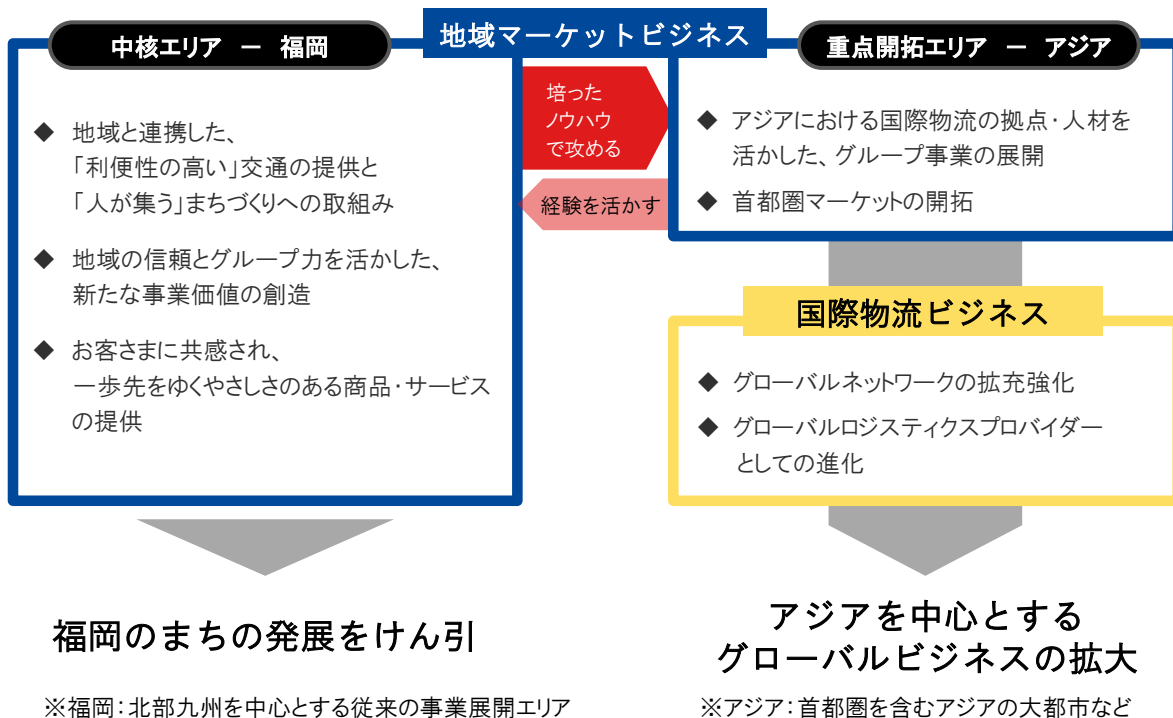 地域マーケットビジネス
中核エリア － 福岡
◆ 地域と連携した、
「利便性の高い」交通の提供と
「人が集う」まちづくりへの取組み
◆ 地域の信頼とグループ力を活かした、
新たな事業価値の創造
◆ お客さまに共感され、
一歩先をゆくやさしさのある商品・サービス
の提供
培った
ノウハウ
で攻める
経験を活かす
重点開拓エリア － アジア
◆ アジアにおける国際物流の拠点・人材を
活かした、グループ事業の展開
◆ 首都圏マーケットの開拓
国際物流ビジネス
◆ グローバルネットワークの拡充強化
◆ グローバルロジスティクスプロバイダー
としての進化
福岡のまちの発展をけん引
アジアを中心とする
グローバルビジネスの拡大
※福岡：北部九州を中心とする従来の事業展開エリア
※アジア：首都圏を含むアジアの大都市など